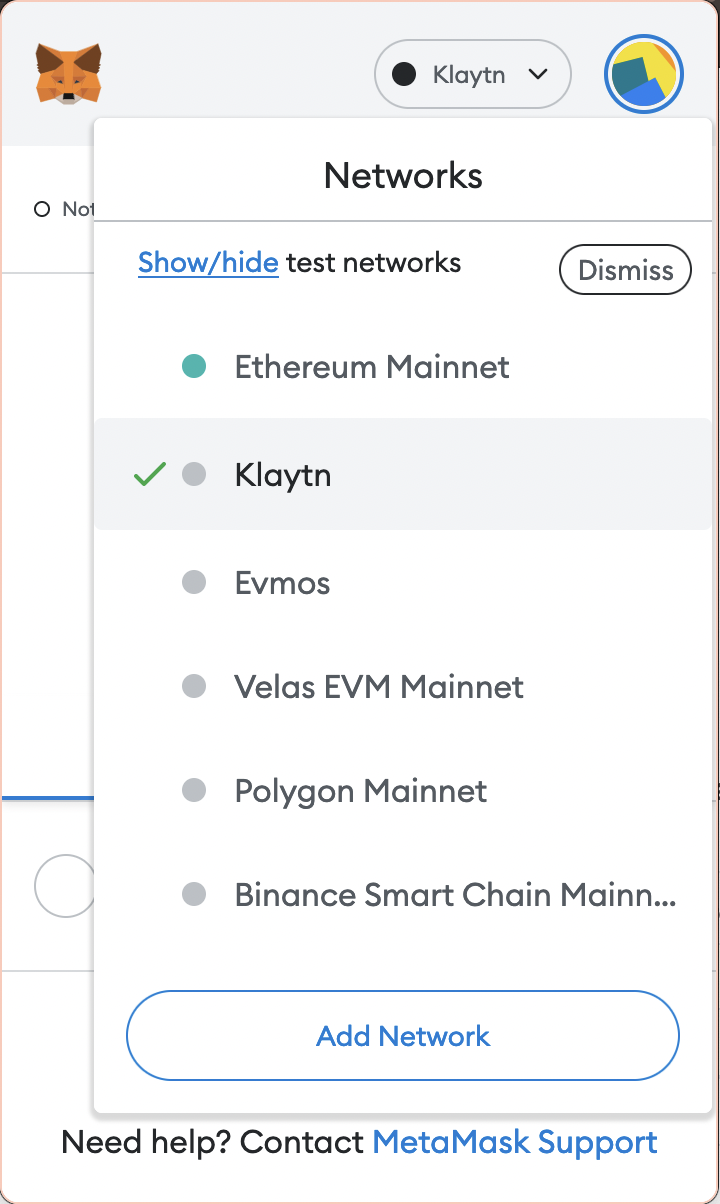 Klaytn
Networks
Not
Show/hide test networks
Dismiss
Ethereum Mainnet
Klaytn
Evmos
Velas EVM Mainnet
Polygon Mainnet
Binance Smart Chain Mainn...
Add Network
Need help? Contact MetaMask Support